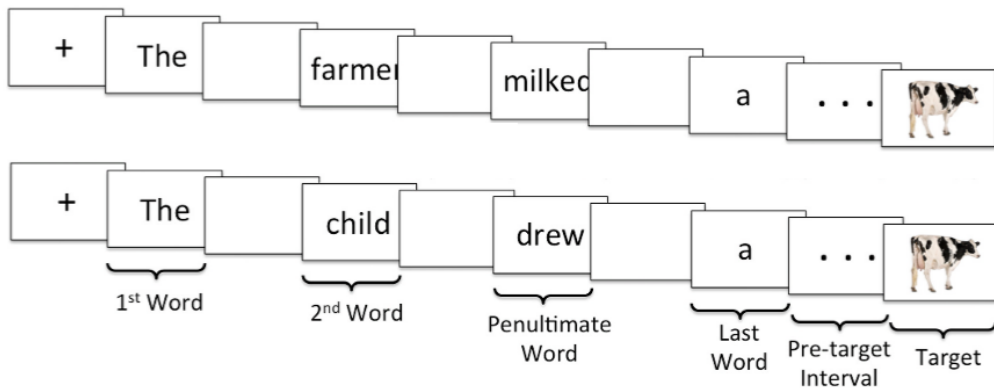 + The farmer milked a . . .
+ The child drew a . . .
1st Word
2nd Word
Penultimate
Word
Last
Word
Pre-target
Interval
Target